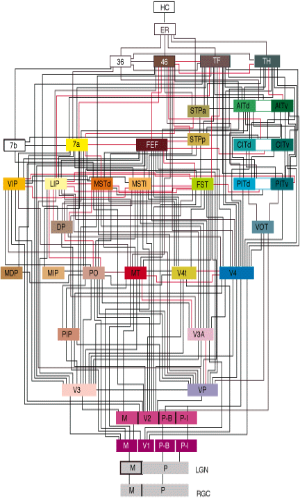 HC
ER
36 46 TF TH
STPa AITd AITv
7b 7a FEF STPp CITd CITv
VIP LIP MSTd MSTl FST PITd PITv
DP VOT
MDP MIP PO MT V4t V4
PIP V3A
V3 VP
M V2 P-B P-I
M V1 P-B P-I
M P LGN
M P RGC